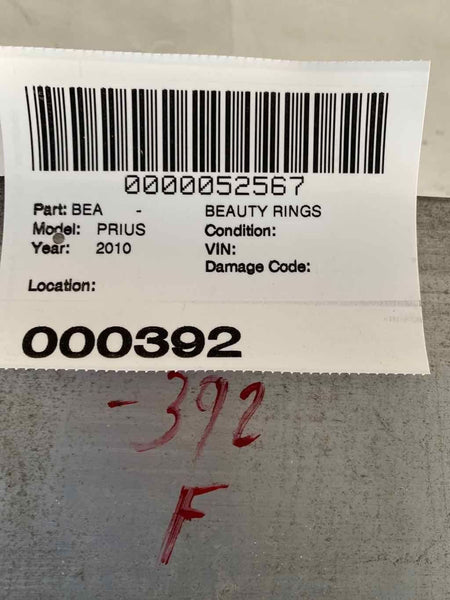 0000052567
Part: BEA - BEAUTY RINGS
Model: PRIUS Condition:
Year: 2010 VIN:
Damage Code:
Location:
000392
-392
F